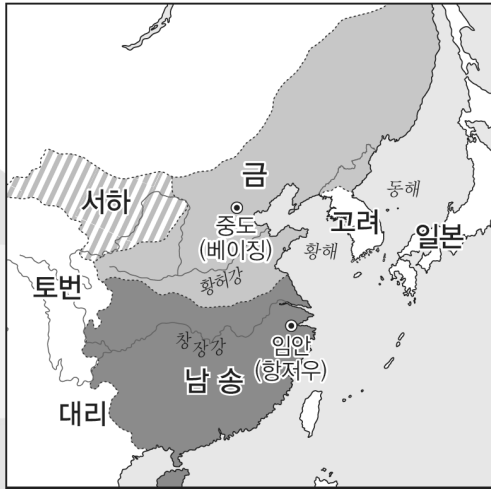 금
동해
서하
중도
(베이징)
고려
일본
황해
황허강
토번
창장강
임안
(항저우)
남 송
대리